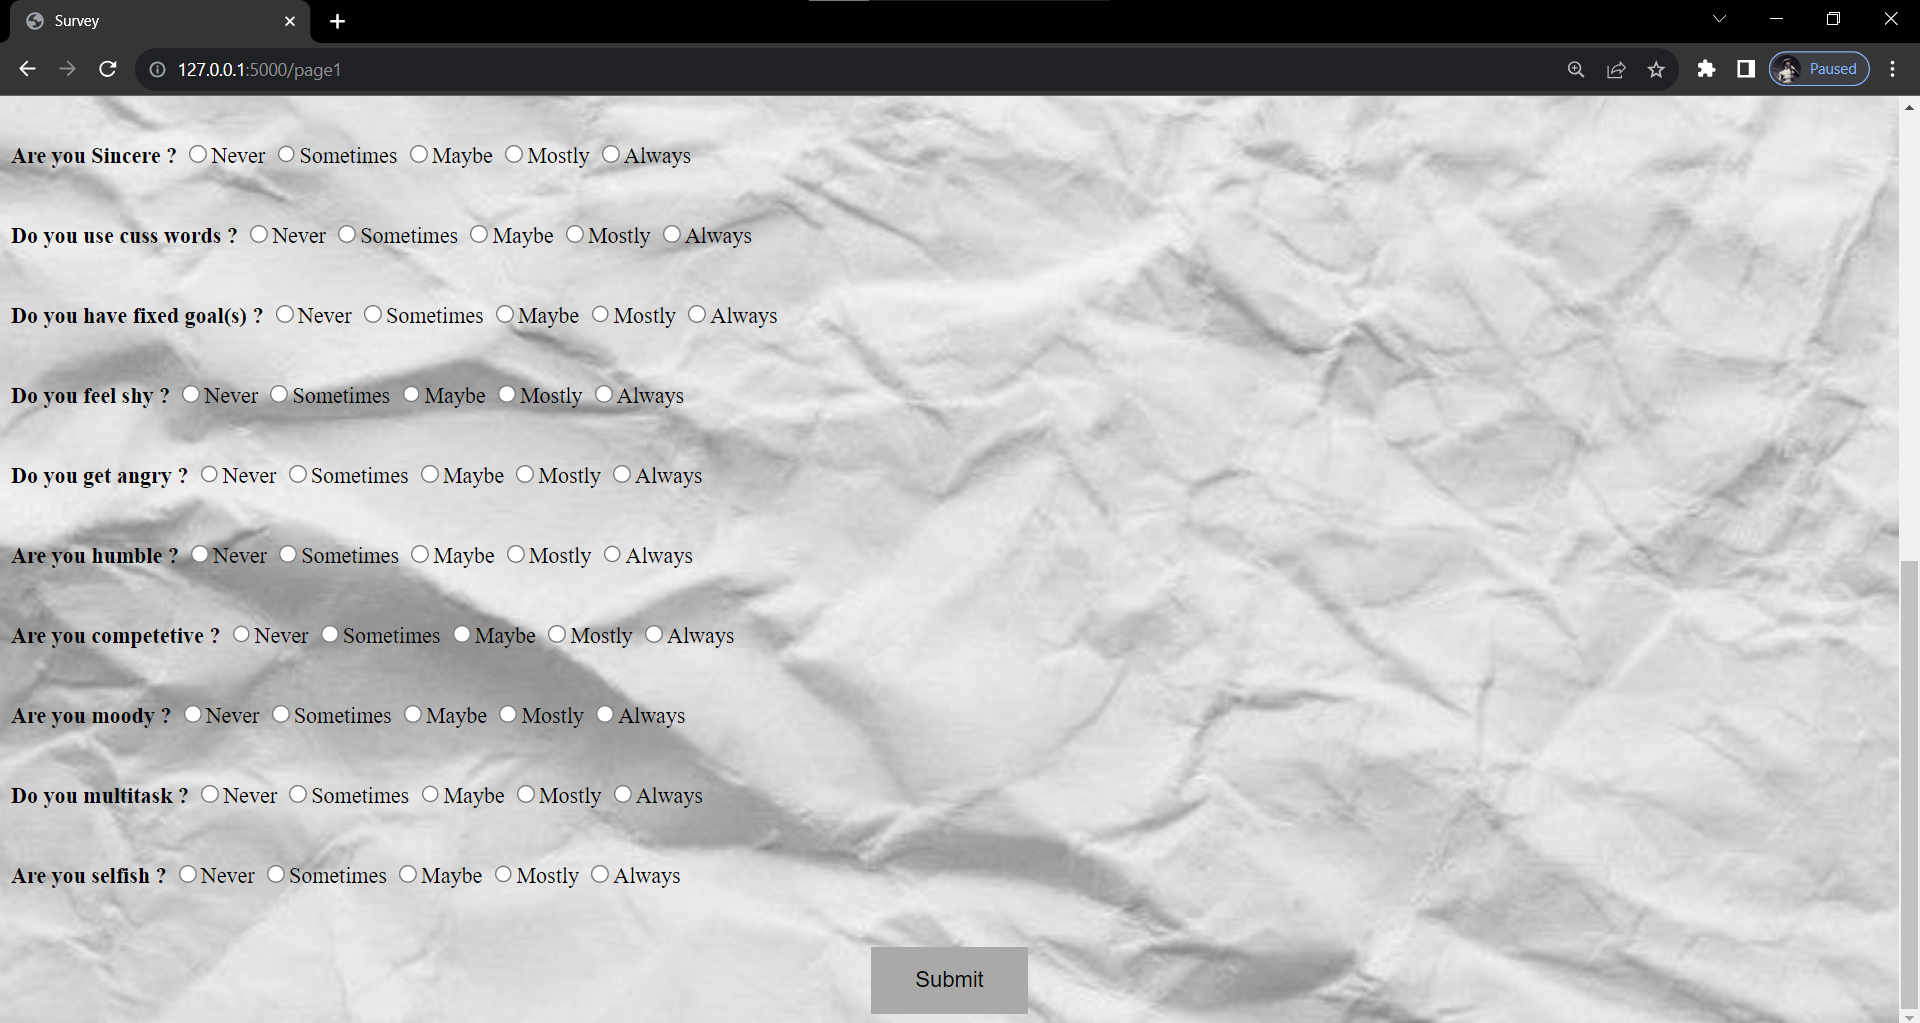 Survey
127.0.0.1:5000/page1
Paused
Are you Sincere ? Never Sometimes Maybe Mostly Always
Do you use cuss words ? Never Sometimes Maybe Mostly Always
Do you have fixed goal(s) ? Never Sometimes Maybe Mostly Always
Do you feel shy ? Never Sometimes Maybe Mostly Always
Do you get angry ? Never Sometimes Maybe Mostly Always
Are you humble ? Never Sometimes Maybe Mostly Always
Are you competetive ? Never Sometimes Maybe Mostly Always
Are you moody ? Never Sometimes Maybe Mostly Always
Do you multitask ? Never Sometimes Maybe Mostly Always
Are you selfish ? Never Sometimes Maybe Mostly Always
Submit